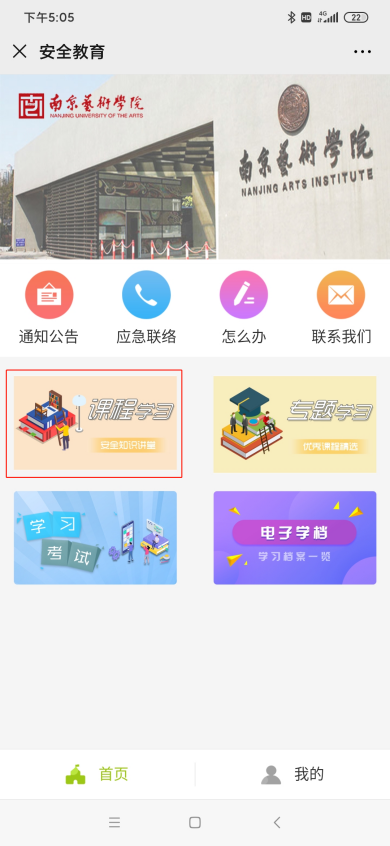 下午5:05
HD 4G 22
安全教育
南京藝術學院
NANJING UNIVERSITY OF THE ARTS
南京藝術學院
NANJING ARTS INSTITUTE
通知公告 应急联络 怎么办 联系我们
课程学习
安全知识讲堂
专题学习
优秀课程精选
学习
考试
电子学档
学习档案一览
首页 我的